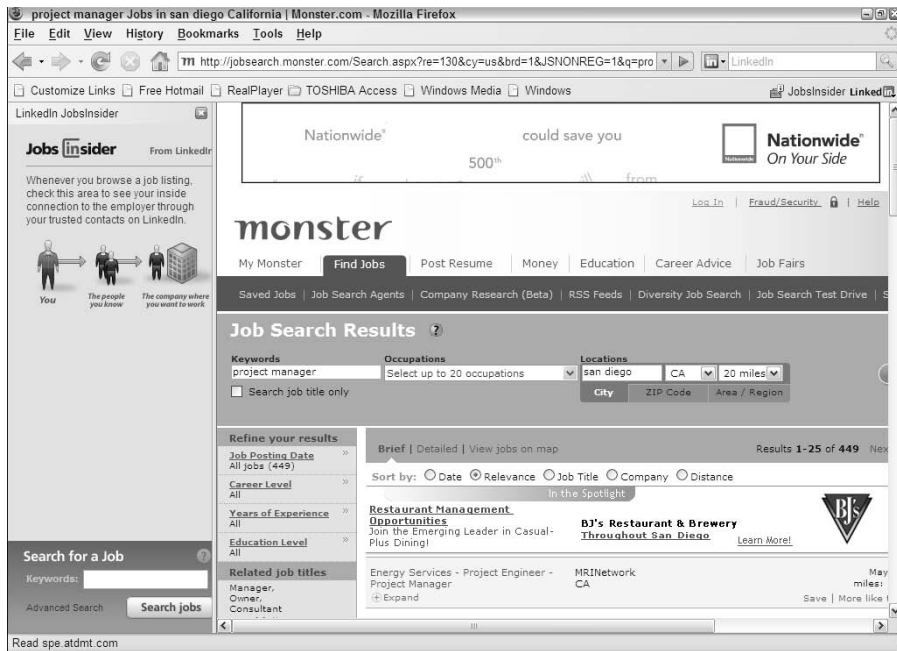 project manager Jobs in san diego California | Monster.com - Mozilla Firefox
File Edit View History Bookmarks Tools Help
m http://jobsearch.monster.com/Search.aspx?re=130&cy=us&brd=1&JSNONREG=1&q=pro
in LinkedIn
Customize Links Free Hotmail RealPlayer TOSHIBA Access Windows Media Windows
JobsInsider Linked
LinkedIn JobsInsider
Jobs insider From LinkedIn
Whenever you browse a job listing,
check this area to see your inside
connection to the employer through
your trusted contacts on LinkedIn.
You
The people
you know
The company where
you want to work
Search for a Job
Keywords:
Advanced Search Search jobs
Nationwide® could save you
500th
if ill from
Nationwide
Nationwide®
On Your Side
Log In | Fraud/Security | Help
monster
My Monster Find Jobs Post Resume Money Education Career Advice Job Fairs
Saved Jobs | Job Search Agents | Company Research (Beta) | RSS Feeds | Diversity Job Search | Job Search Test Drive | S
Job Search Results ?
Keywords Occupations Locations
project manager Select up to 20 occupations san diego CA 20 miles
Search job title only
City ZIP Code Area / Region
Refine your results
Job Posting Date »
All jobs (449)
Career Level »
All
Years of Experience »
All
Education Level »
All
Related job titles
Manager,
Owner,
Consultant
Brief | Detailed | View jobs on map Results 1-25 of 449 Nex
Sort by: Date Relevance Job Title Company Distance
In the Spotlight
Restaurant Management
Opportunities
Join the Emerging Leader in Casual-
Plus Dining!
BJ's Restaurant & Brewery
Throughout San Diego
Learn More!
BJ's
Energy Services - Project Engineer -
Project Manager
Expand
MRINetwork
CA
May
miles:
Save | More like t
Read spe.atdmt.com